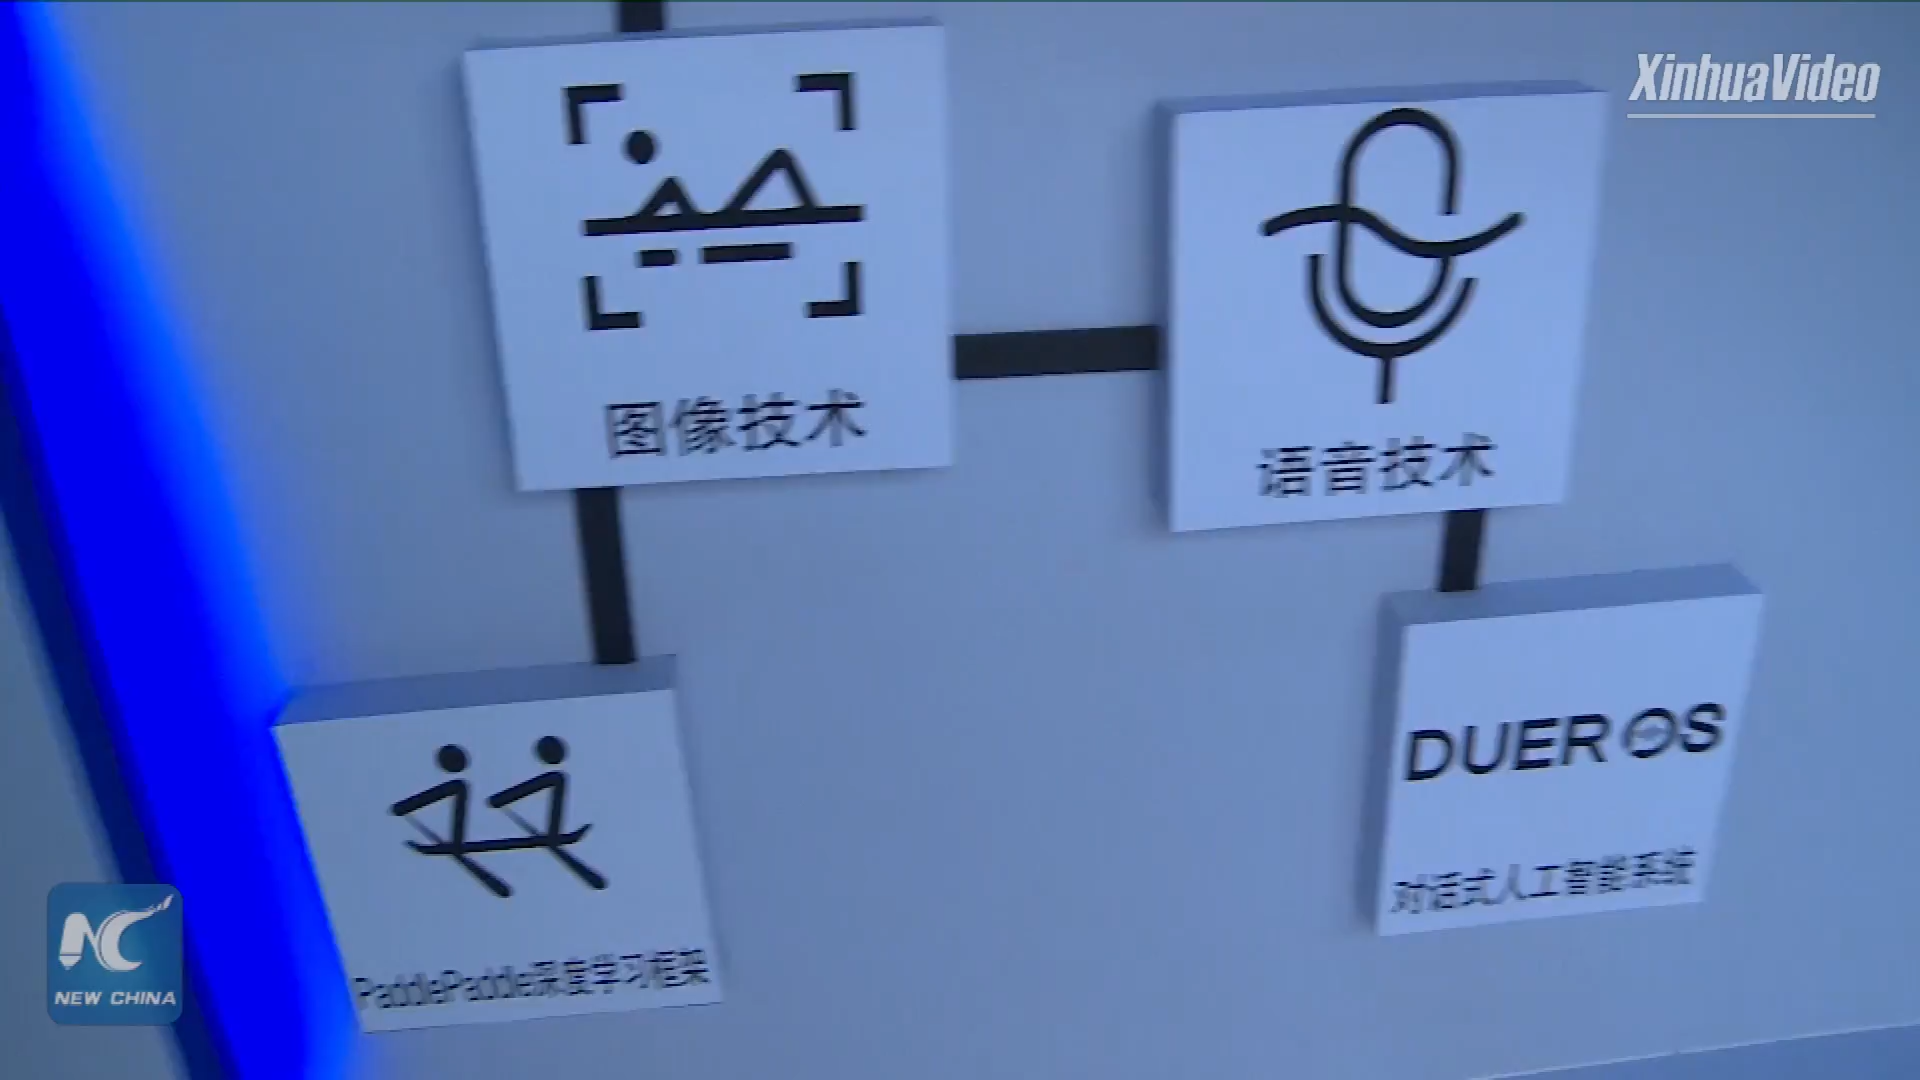 XinhuaVideo
图像技术
语音技术
DUER OS
对话式人工智能系统
PaddlePaddle深度学习框架
NEW CHINA